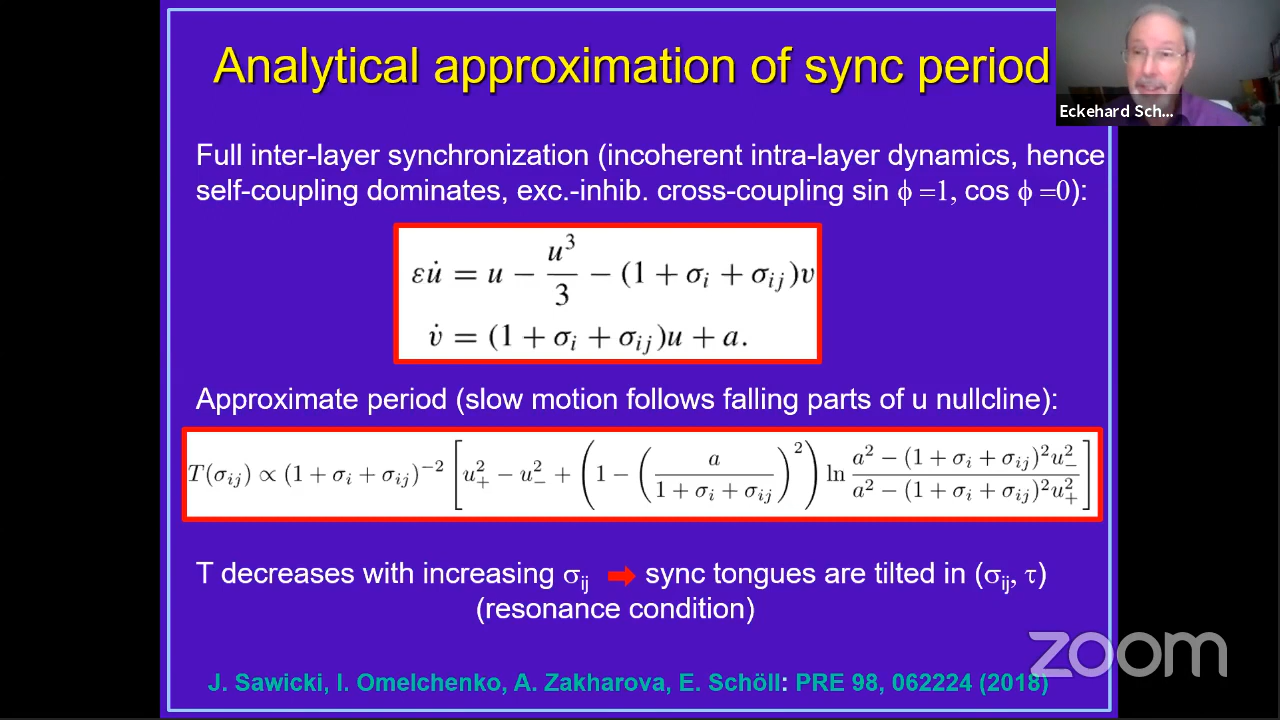 Analytical approximation of sync period
Eckehard Sch...
Full inter-layer synchronization (incoherent intra-layer dynamics, hence
self-coupling dominates, exc.-inhib. cross-coupling sin ϕ =1, cos ϕ =0):
εu̇ = u − u³/3 − (1 + σᵢ + σᵢⱼ)v
v̇ = (1 + σᵢ + σᵢⱼ)u + a.
Approximate period (slow motion follows falling parts of u nullcline):
T(σᵢⱼ) ∝ (1 + σᵢ + σᵢⱼ)⁻² [u₊² − u₋² + (1 − (a/(1 + σᵢ + σᵢⱼ))²) ln (a² − (1 + σᵢ + σᵢⱼ)²u₋²)/(a² − (1 + σᵢ + σᵢⱼ)²u₊²)]
T decreases with increasing σᵢⱼ ➡ sync tongues are tilted in (σᵢⱼ, τ)
(resonance condition)
zoom
J. Sawicki, I. Omelchenko, A. Zakharova, E. Schöll: PRE 98, 062224 (2018)